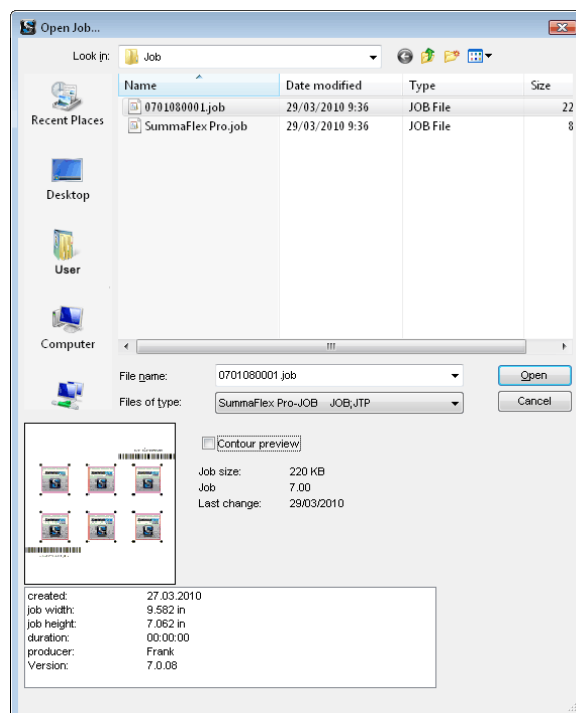 Open Job...
Look in: Job
Name Date modified Type Size
0701080001.job 29/03/2010 9:36 JOB File 22
SummaFlex Pro.job 29/03/2010 9:36 JOB File 8
Recent Places
Desktop
User
Computer
File name: 0701080001.job Open
Files of type: SummaFlex Pro-JOB JOB;JTP Cancel
Contour preview
Job size: 220 KB
Job 7.00
Last change: 29/03/2010
created: 27.03.2010
job width: 9.582 in
job height: 7.062 in
duration: 00:00:00
producer: Frank
Version: 7.0.08